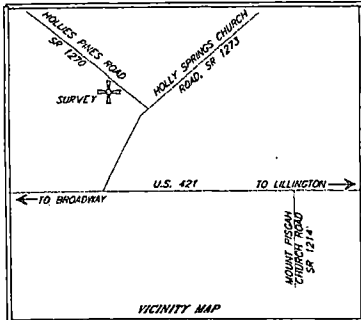 HOLLIES PINES ROAD
SR 1270
HOLLY SPRINGS CHURCH
ROAD, SR 1273
SURVEY
U.S. 421
TO LILLINGTON
TO BROADWAY
MOUNT PISGAH
CHURCH ROAD
SR 1214
VICINITY MAP